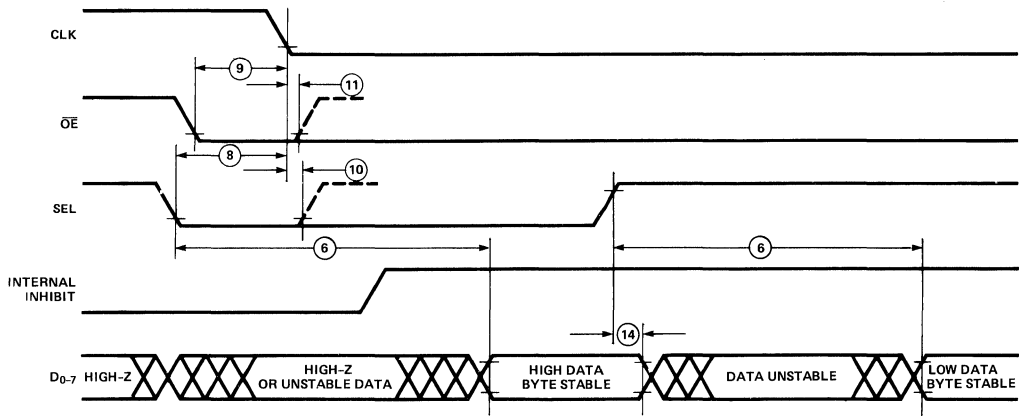 CLK
9
11
OE
8
10
SEL
6
6
INTERNAL
INHIBIT
14
D0–7
HIGH–Z
HIGH–Z
OR UNSTABLE DATA
HIGH DATA
BYTE STABLE
DATA UNSTABLE
LOW DATA
BYTE STABLE